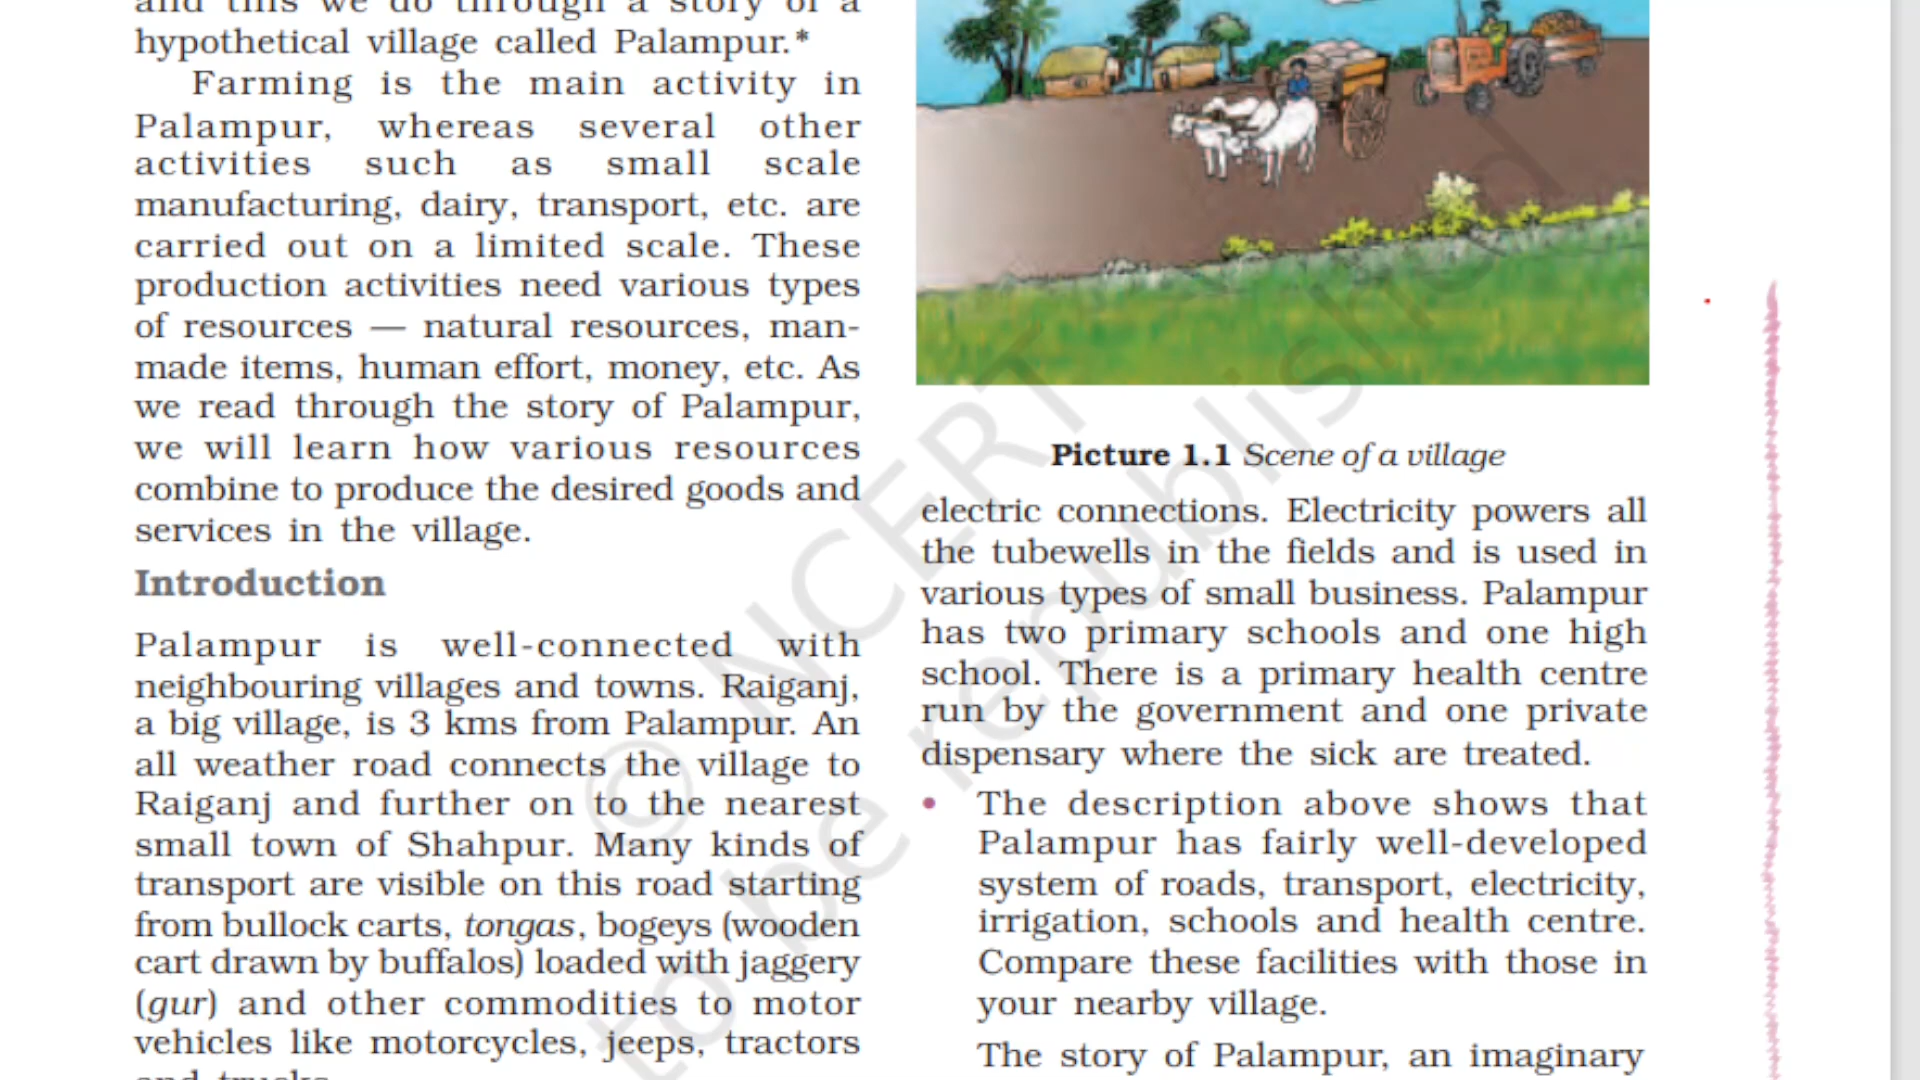 and this we do through a story of a
hypothetical village called Palampur.*
Farming is the main activity in
Palampur, whereas several other
activities such as small scale
manufacturing, dairy, transport, etc. are
carried out on a limited scale. These
production activities need various types
of resources — natural resources, man-
made items, human effort, money, etc. As
we read through the story of Palampur,
we will learn how various resources
combine to produce the desired goods and
services in the village.
Introduction
Palampur is well-connected with
neighbouring villages and towns. Raiganj,
a big village, is 3 kms from Palampur. An
all weather road connects the village to
Raiganj and further on to the nearest
small town of Shahpur. Many kinds of
transport are visible on this road starting
from bullock carts, tongas, bogeys (wooden
cart drawn by buffalos) loaded with jaggery
(gur) and other commodities to motor
vehicles like motorcycles, jeeps, tractors
and trucks.
Picture 1.1 Scene of a village
electric connections. Electricity powers all
the tubewells in the fields and is used in
various types of small business. Palampur
has two primary schools and one high
school. There is a primary health centre
run by the government and one private
dispensary where the sick are treated.
• The description above shows that
Palampur has fairly well-developed
system of roads, transport, electricity,
irrigation, schools and health centre.
Compare these facilities with those in
your nearby village.
The story of Palampur, an imaginary
© NCERT
to be republished